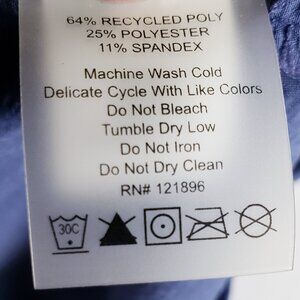 64% RECYCLED POLY
25% POLYESTER
11% SPANDEX
Machine Wash Cold
Delicate Cycle With Like Colors
Do Not Bleach
Tumble Dry Low
Do Not Iron
Do Not Dry Clean
RN# 121896
30C